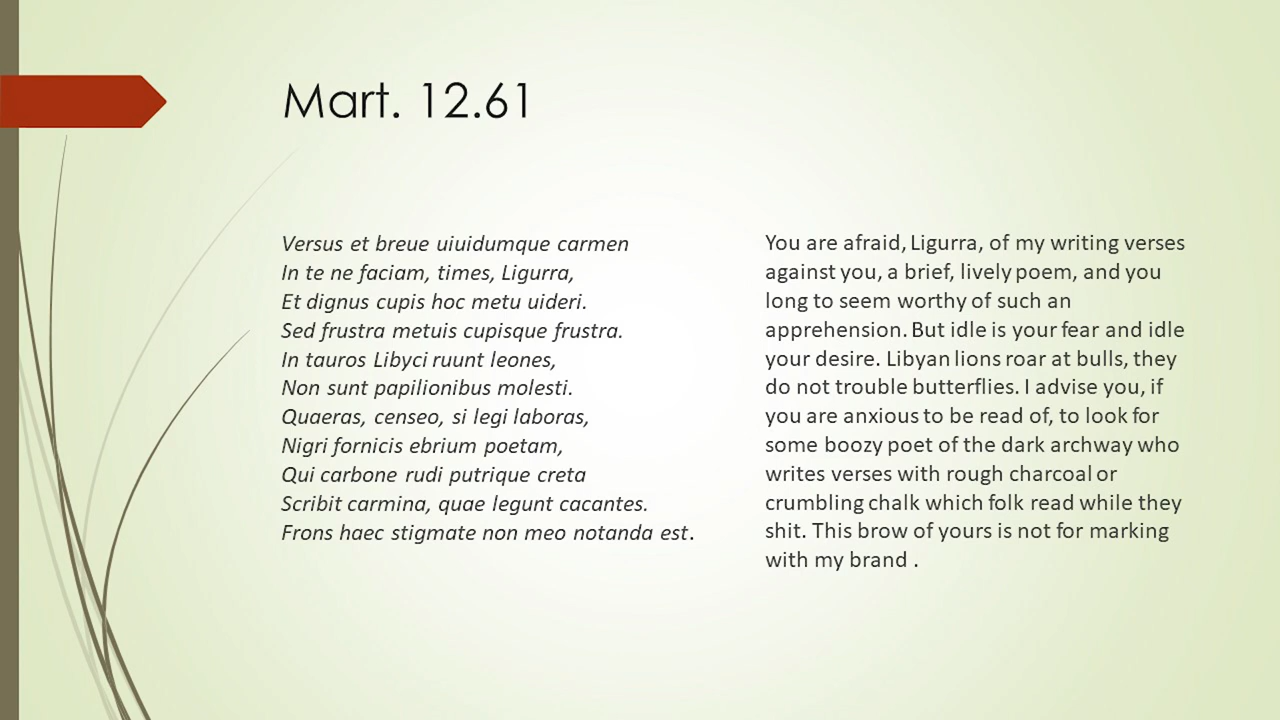 Mart. 12.61
Versus et breue uiuidumque carmen
In te ne faciam, times, Ligurra,
Et dignus cupis hoc metu uideri.
Sed frustra metuis cupisque frustra.
In tauros Libyci ruunt leones,
Non sunt papilionibus molesti.
Quaeras, censeo, si legi laboras,
Nigri fornicis ebrium poetam,
Qui carbone rudi putrique creta
Scribit carmina, quae legunt cacantes.
Frons haec stigmate non meo notanda est.
You are afraid, Ligurra, of my writing verses
against you, a brief, lively poem, and you
long to seem worthy of such an
apprehension. But idle is your fear and idle
your desire. Libyan lions roar at bulls, they
do not trouble butterflies. I advise you, if
you are anxious to be read of, to look for
some boozy poet of the dark archway who
writes verses with rough charcoal or
crumbling chalk which folk read while they
shit. This brow of yours is not for marking
with my brand .